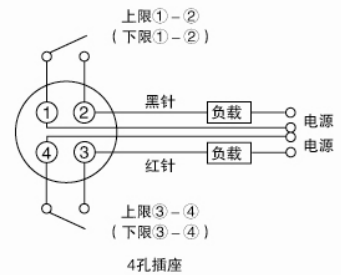 上限①-②
(下限①-②)
黑针
负载
电源
① ②
④ ③
电源
负载
红针
上限③-④
(下限③-④)
4孔插座